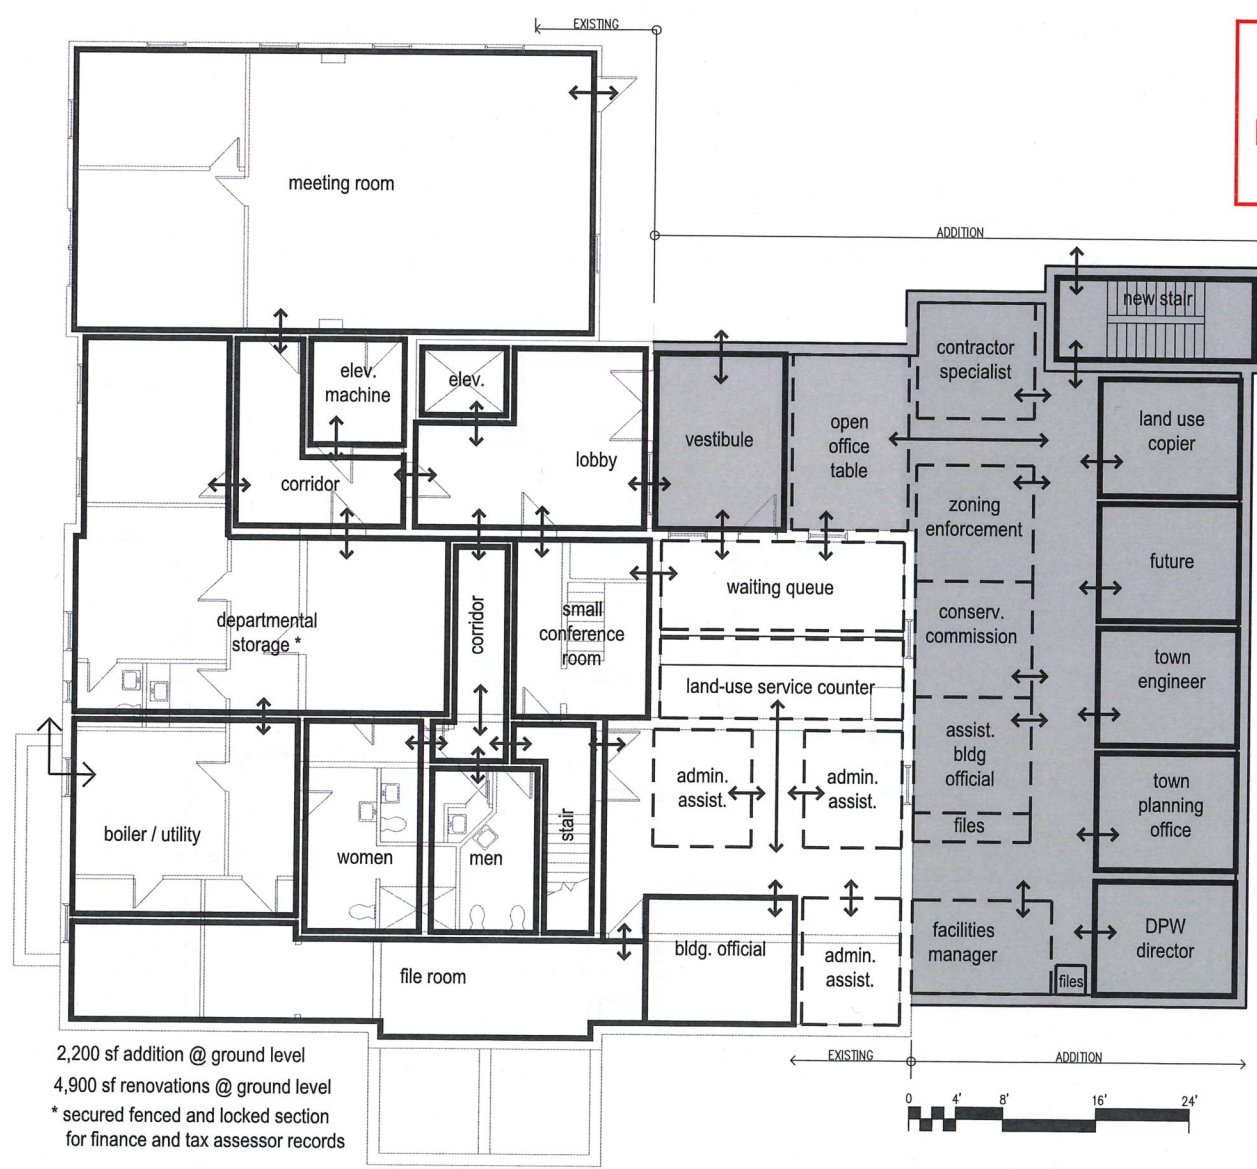 EXISTING
ADDITION
meeting room
new stair
contractor
specialist
elev.
machine
elev.
land use
copier
open
office
table
vestibule
lobby
corridor
zoning
enforcement
future
waiting queue
small
conference
room
corridor
departmental
storage *
conserv.
commission
town
engineer
land-use service counter
assist.
bldg
official
admin.
assist.
admin.
assist.
town
planning
office
boiler / utility
women
men
stair
files
bldg. official
facilities
manager
DPW
director
admin.
assist.
file room
files
2,200 sf addition @ ground level
4,900 sf renovations @ ground level
* secured fenced and locked section
for finance and tax assessor records
EXISTING
ADDITION
0 4' 8' 16' 24'